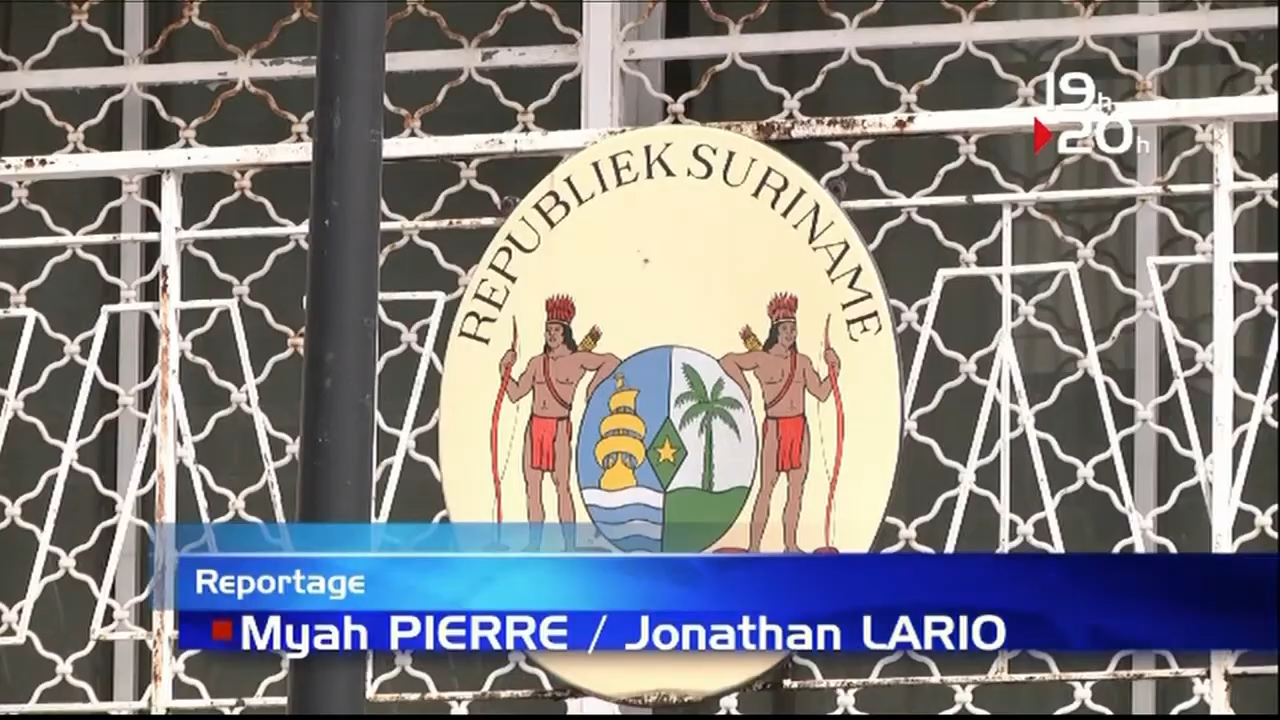 19h
20h
REPUBLIEK SURINAME
Reportage
Myah PIERRE / Jonathan LARIO